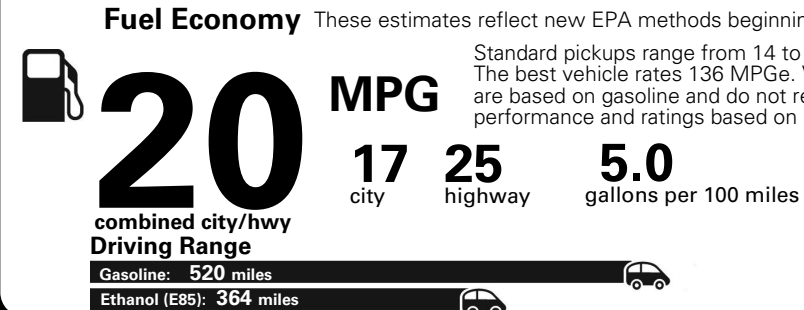 Fuel Economy These estimates reflect new EPA methods beginnin
Standard pickups range from 14 to
The best vehicle rates 136 MPGe. V
are based on gasoline and do not re
performance and ratings based on
20 MPG
17 25 5.0
city highway gallons per 100 miles
combined city/hwy
Driving Range
Gasoline: 520 miles
Ethanol (E85): 364 miles